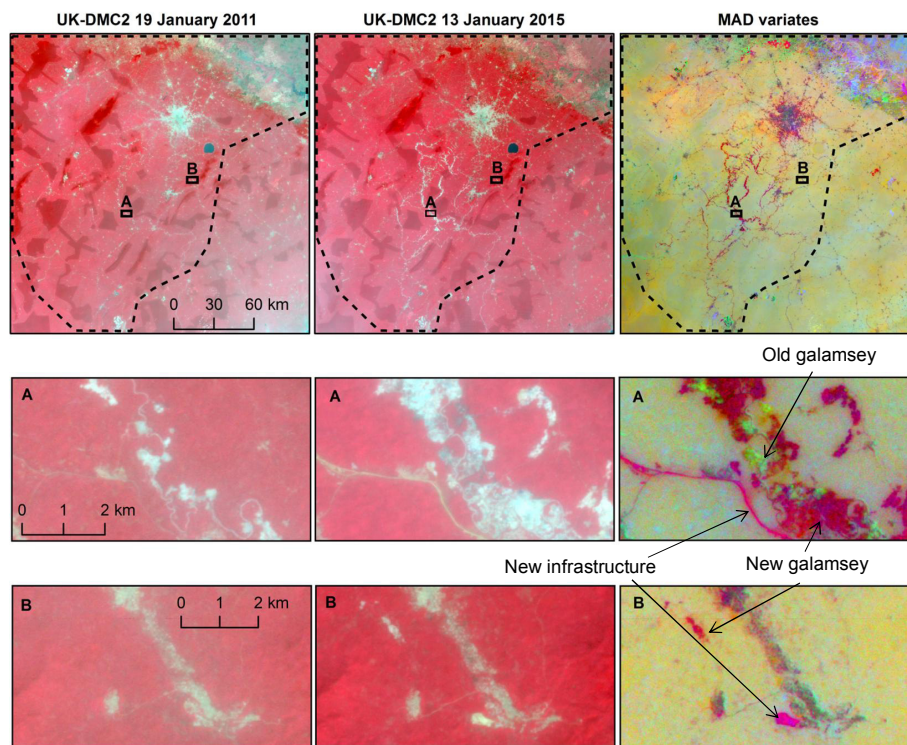 UK-DMC2 19 January 2011
UK-DMC2 13 January 2015
MAD variates
B
A
0 30 60 km
B
A
B
A
Old galamsey
A
0 1 2 km
A
A
New infrastructure
New galamsey
B
0 1 2 km
B
B